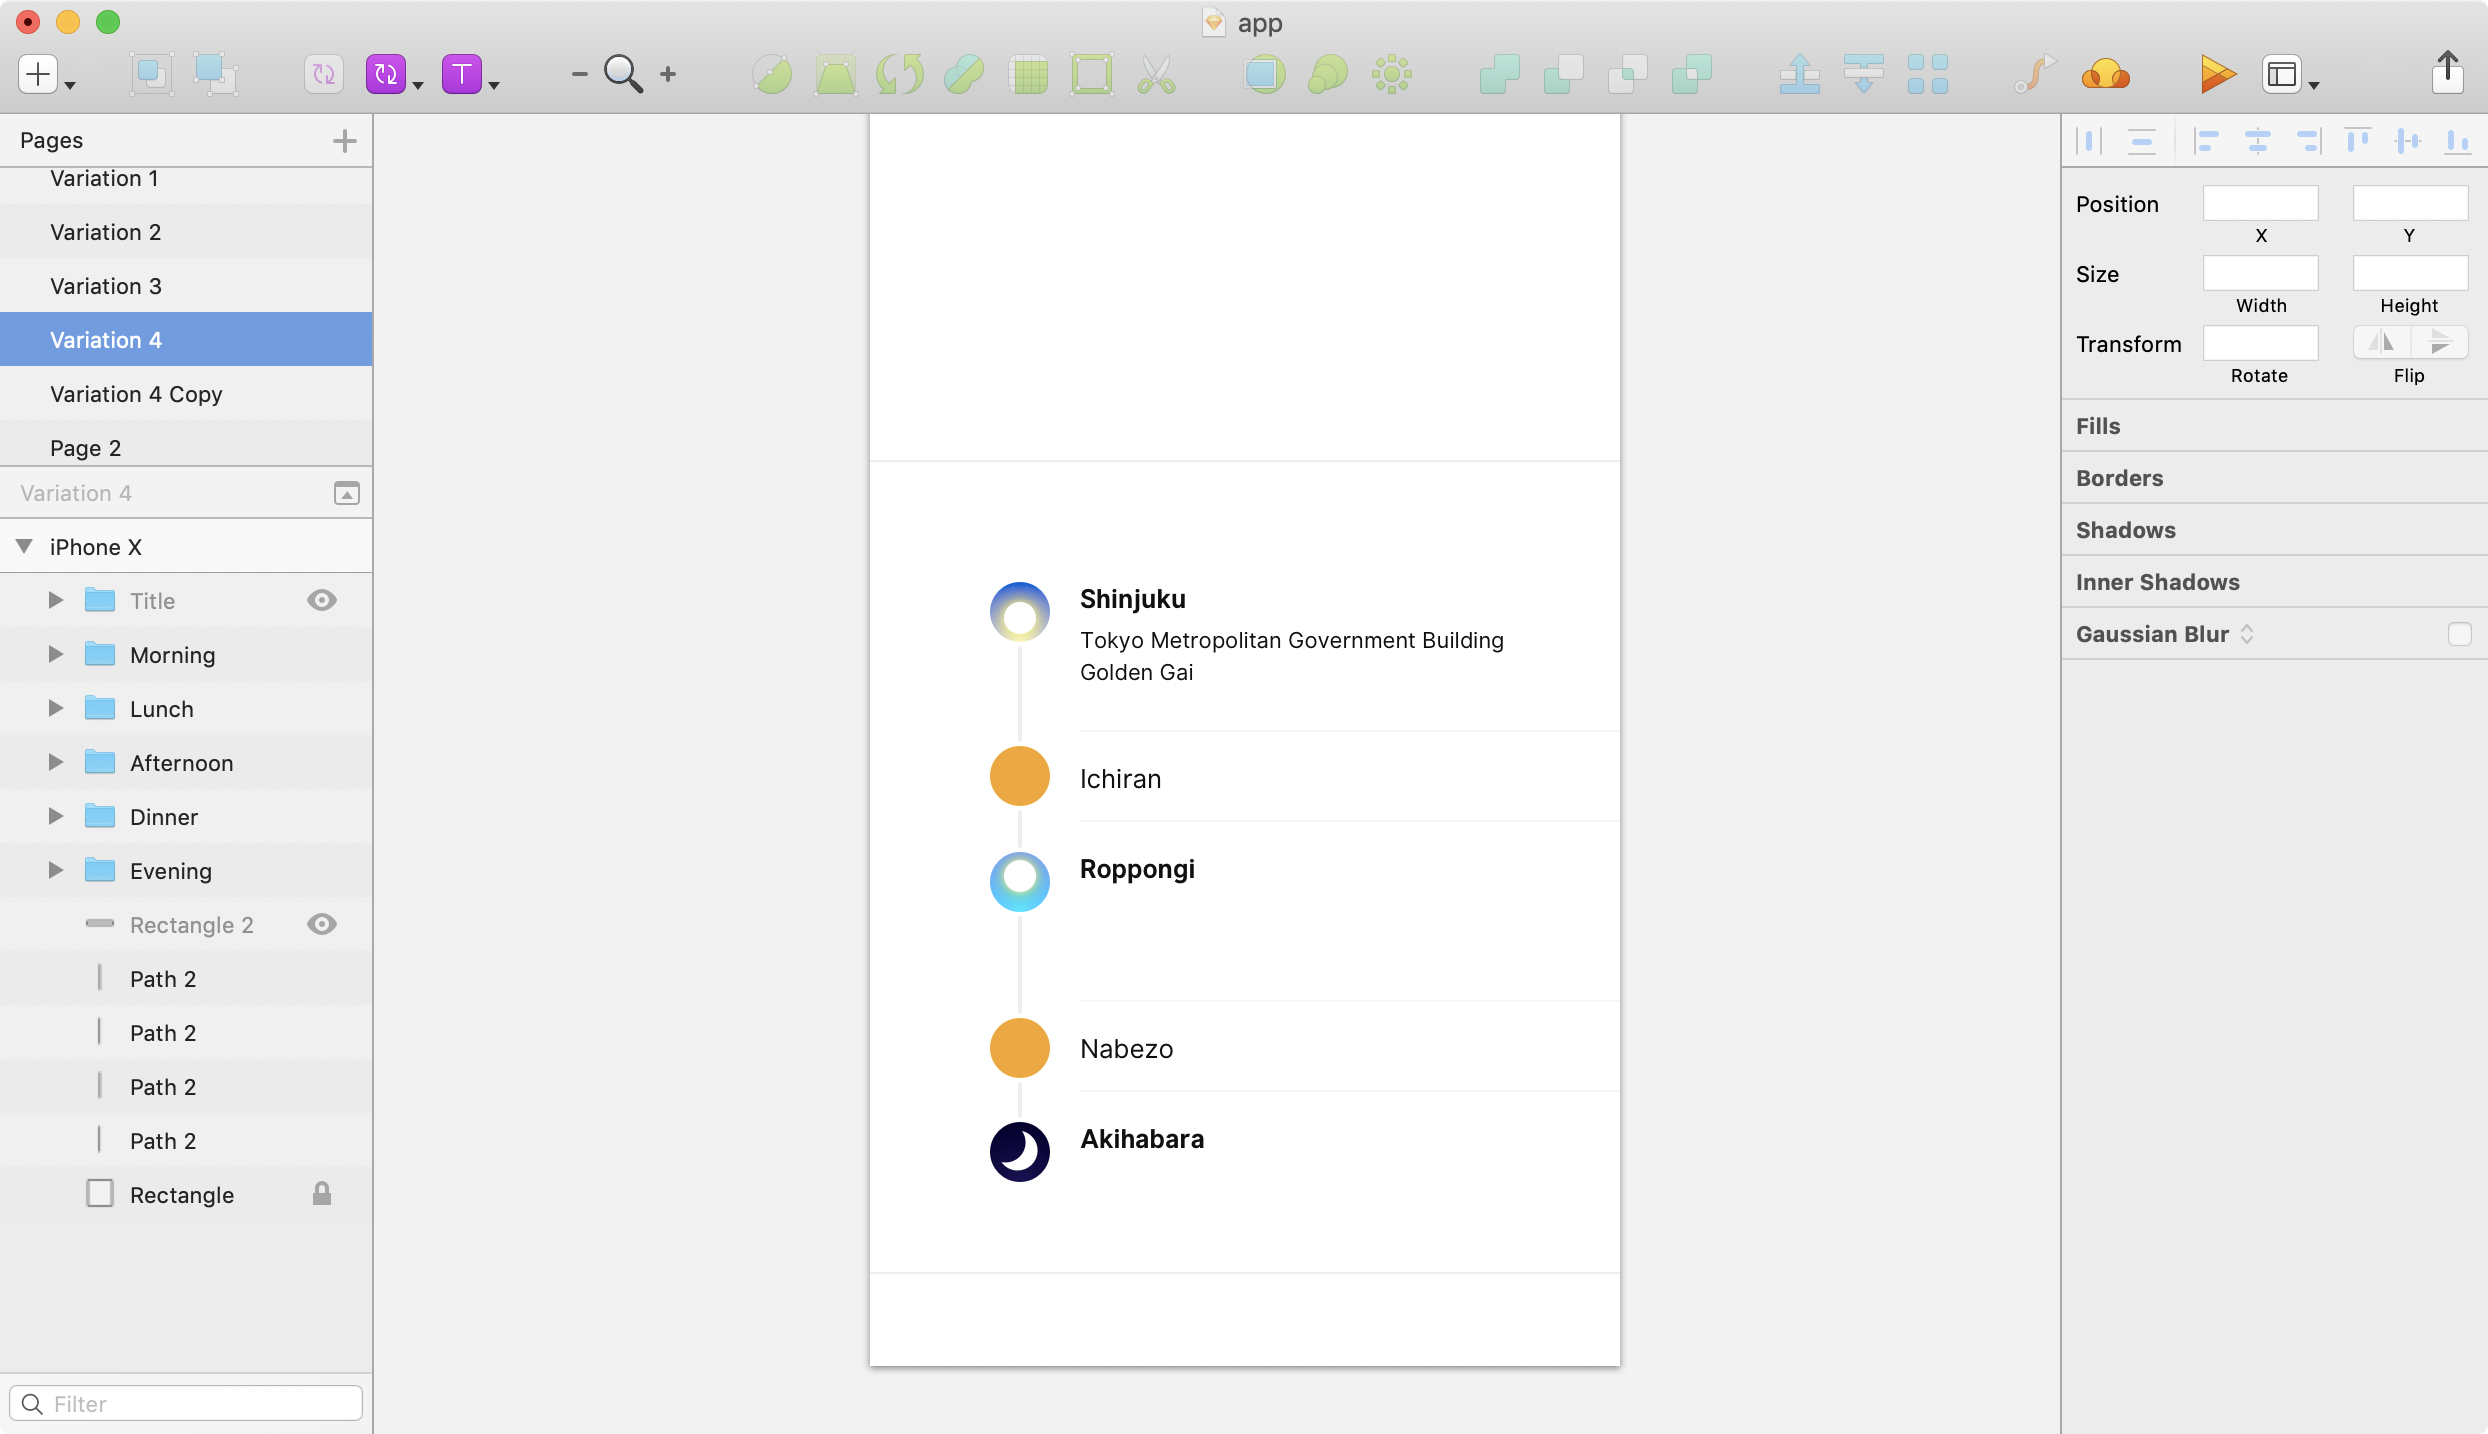 app
T
Pages
Variation 1
Variation 2
Variation 3
Variation 4
Variation 4 Copy
Page 2
Variation 4
iPhone X
Title
Morning
Lunch
Afternoon
Dinner
Evening
Rectangle 2
Path 2
Path 2
Path 2
Path 2
Rectangle
Filter
Shinjuku
Tokyo Metropolitan Government Building
Golden Gai
Ichiran
Roppongi
Nabezo
Akihabara
Position
X
Y
Size
Width
Height
Transform
Rotate
Flip
Fills
Borders
Shadows
Inner Shadows
Gaussian Blur